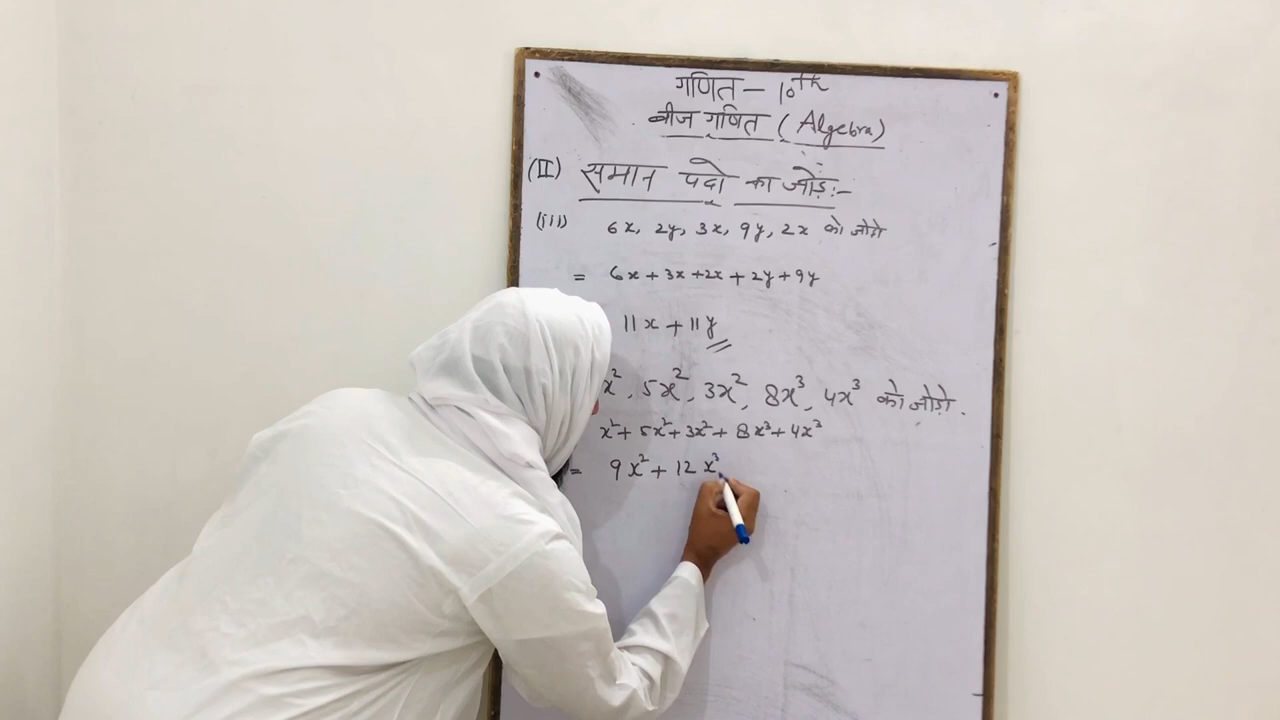 गणित - 10th
बीज गणित (Algebra)
(II) समान पदो का जोड़:-
(iii) 6x, 2y, 3x, 9y, 2x को जोड़ो
= 6x + 3x + 2x + 2y + 9y
11x + 11y
x², 5x², 3x², 8x³, 4x³ को जोड़ो.
x² + 5x² + 3x² + 8x³ + 4x³
= 9x² + 12x³